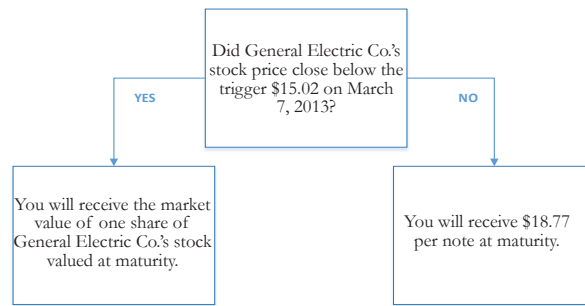 Did General Electric Co.'s
stock price close below the
trigger $15.02 on March
7, 2013?
YES
NO
You will receive the market
value of one share of
General Electric Co.'s stock
valued at maturity.
You will receive $18.77
per note at maturity.